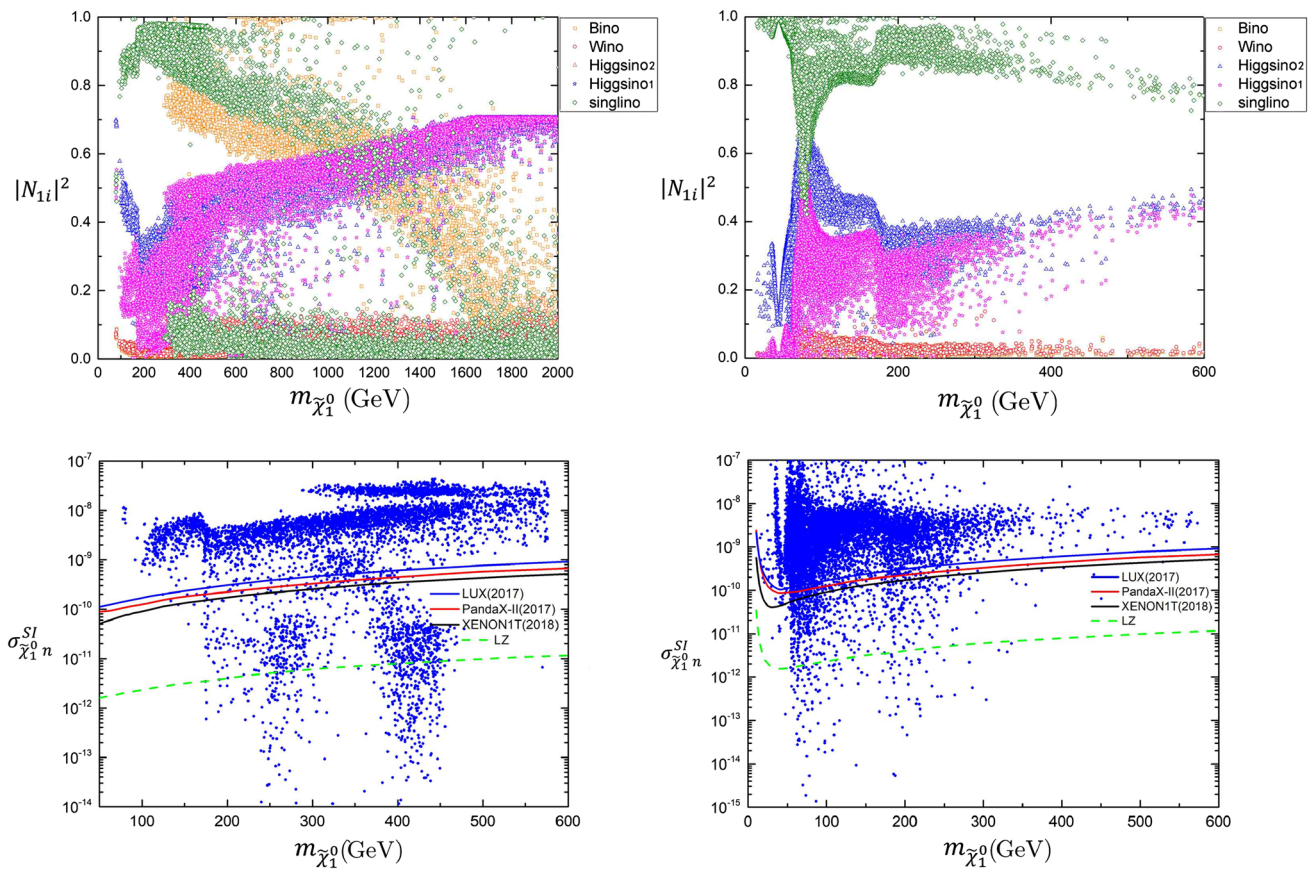 1.0
0.8
0.6
0.4
0.2
0.0
|N₁ᵢ|²
0 200 400 600 800 1000 1200 1400 1600 1800 2000
m_χ̃₁⁰ (GeV)
Bino
Wino
Higgsino2
Higgsino1
singlino
1.0
0.8
0.6
0.4
0.2
0.0
|N₁ᵢ|²
0 200 400 600
m_χ̃₁⁰ (GeV)
Bino
Wino
Higgsino2
Higgsino1
singlino
10⁻⁷
10⁻⁸
10⁻⁹
10⁻¹⁰
10⁻¹¹
10⁻¹²
10⁻¹³
10⁻¹⁴
σ^SI_χ̃₁⁰ n
LUX(2017)
PandaX-II(2017)
XENON1T(2018)
LZ
100 200 300 400 500 600
m_χ̃₁⁰(GeV)
10⁻⁷
10⁻⁸
10⁻⁹
10⁻¹⁰
10⁻¹¹
10⁻¹²
10⁻¹³
10⁻¹⁴
10⁻¹⁵
σ^SI_χ̃₁⁰ n
LUX(2017)
PandaX-II(2017)
XENON1T(2018)
LZ
0 100 200 300 400 500 600
m_χ̃₁⁰(GeV)